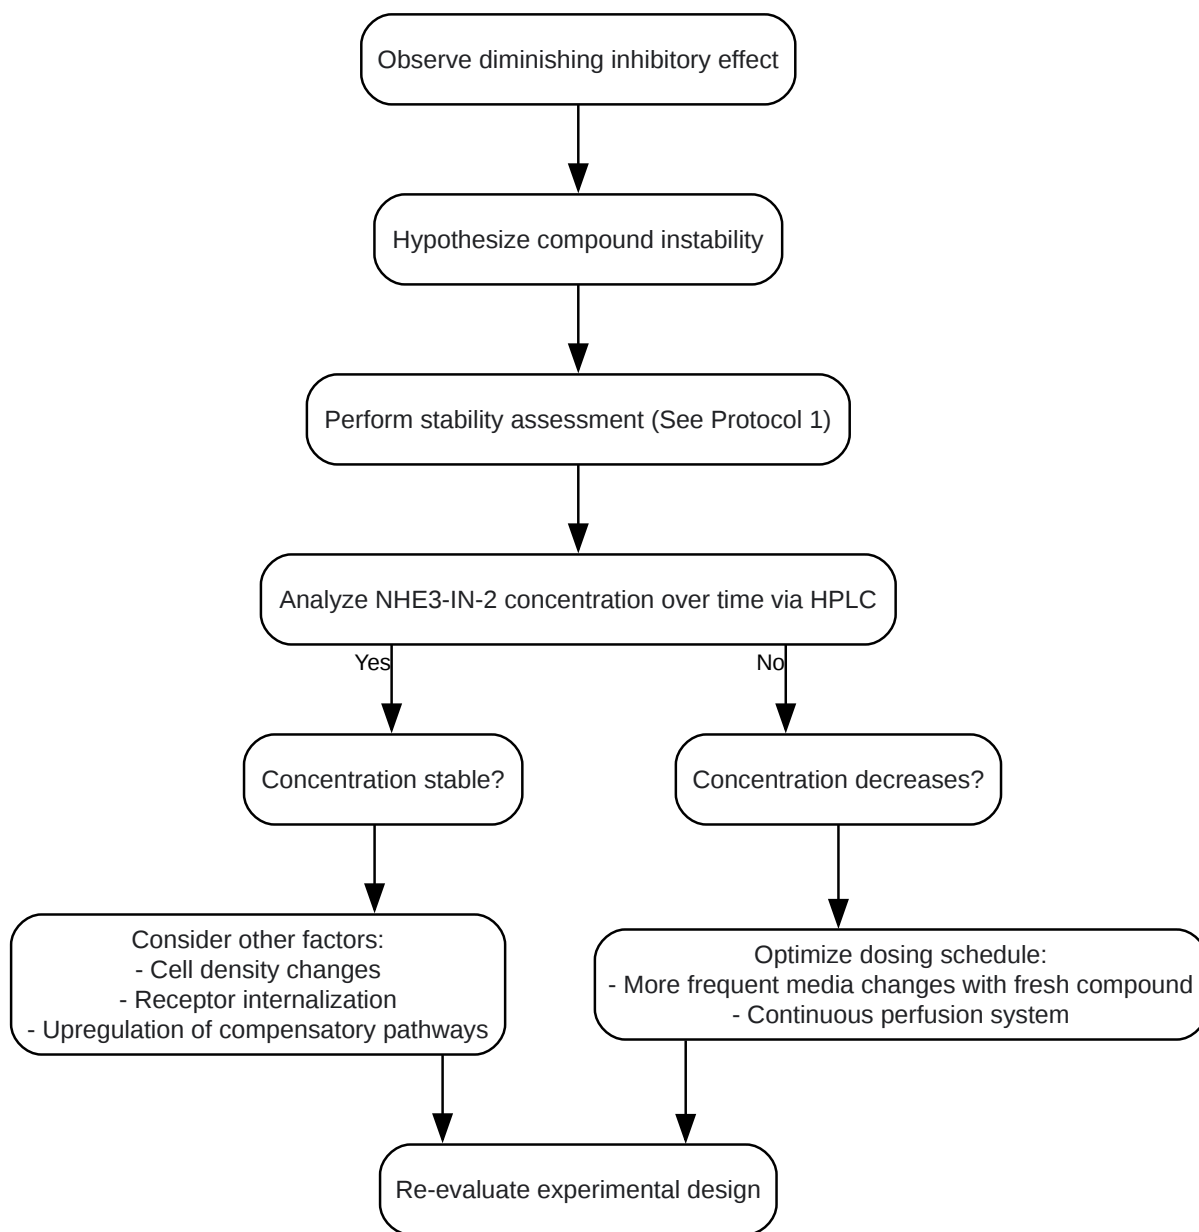 Observe diminishing inhibitory effect
Hypothesize compound instability
Perform stability assessment (See Protocol 1)
Analyze NHE3-IN-2 concentration over time via HPLC
Yes
No
Concentration stable?
Concentration decreases?
Consider other factors:
- Cell density changes
- Receptor internalization
- Upregulation of compensatory pathways
Optimize dosing schedule:
- More frequent media changes with fresh compound
- Continuous perfusion system
Re-evaluate experimental design